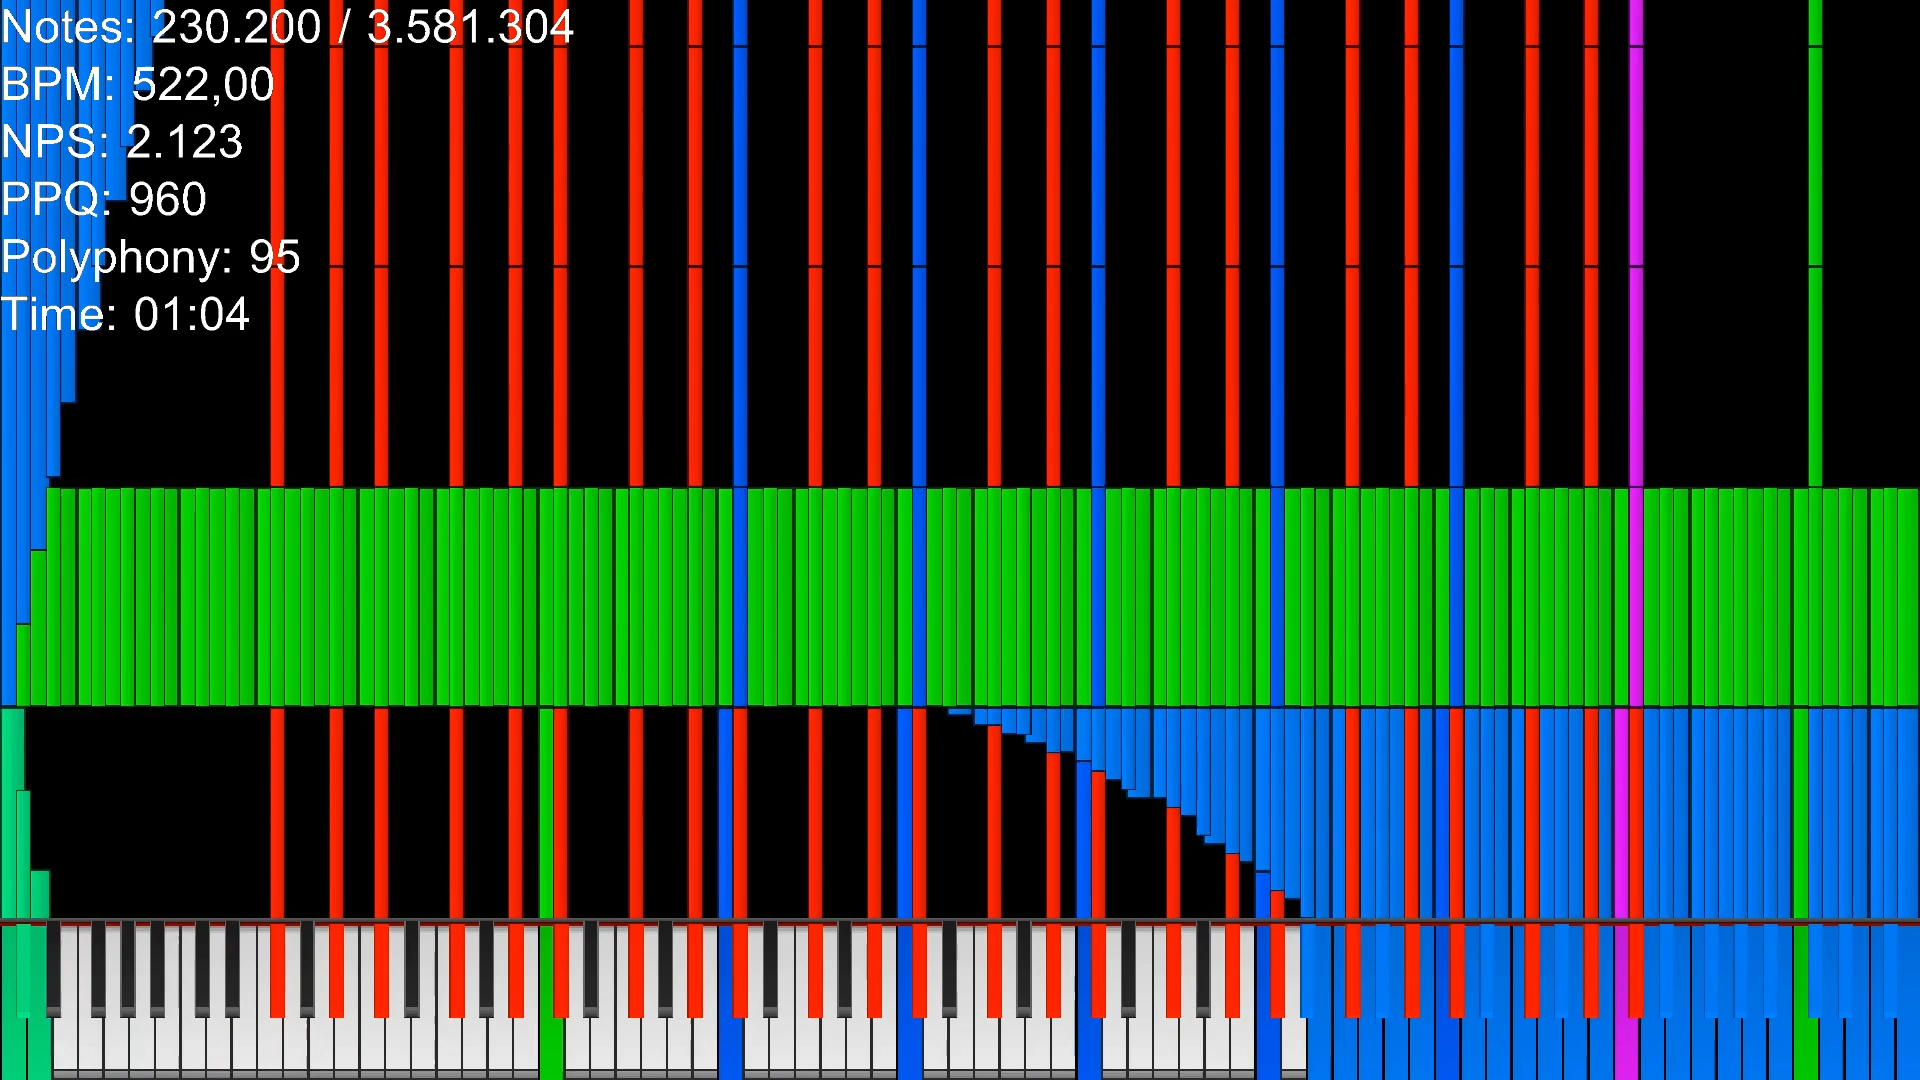 Notes: 230.200 / 3.581.304
BPM: 522,00
NPS: 2.123
PPQ: 960
Polyphony: 95
Time: 01:04